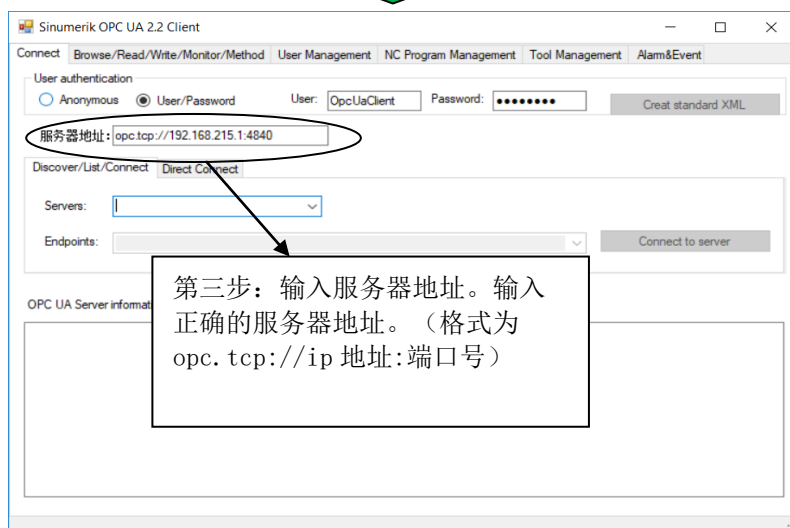 Sinumerik OPC UA 2.2 Client
Connect Browse/Read/Write/Monitor/Method User Management NC Program Management Tool Management Alarm&Event
User authentication
Anonymous User/Password User: OpcUaClient Password: ●●●●●●●● Creat standard XML
服务器地址: opc.tcp://192.168.215.1:4840
Discover/List/Connect Direct Connect
Servers:
Endpoints: Connect to server
第三步：输入服务器地址。输入
正确的服务器地址。（格式为
opc.tcp://ip 地址:端口号）
OPC UA Server